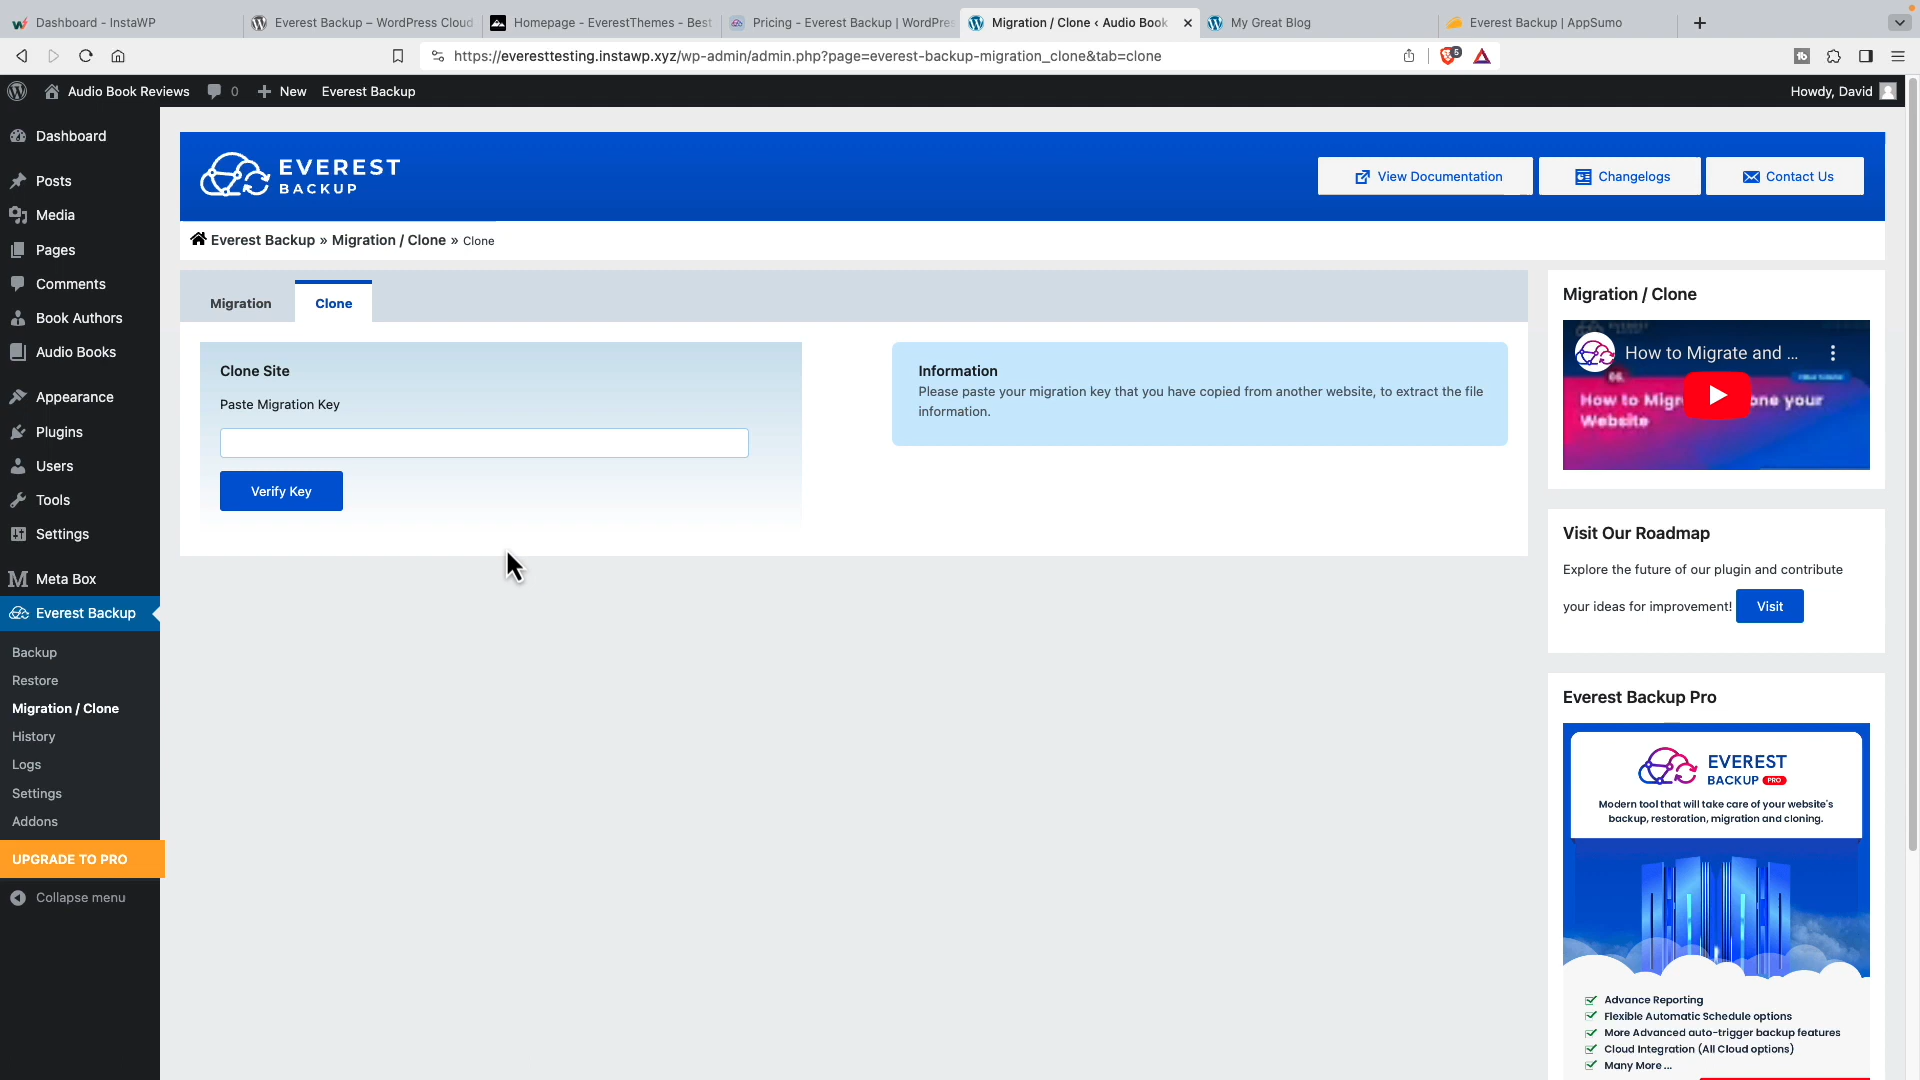 Dashboard - InstaWP
Everest Backup – WordPress Cloud
Homepage - EverestThemes - Best
Pricing - Everest Backup | WordPres
Migration / Clone ‹ Audio Book
My Great Blog
Everest Backup | AppSumo
https://everesttesting.instawp.xyz/wp-admin/admin.php?page=everest-backup-migration_clone&tab=clone
5
Audio Book Reviews
0
New
Everest Backup
Howdy, David
Dashboard
Posts
Media
Pages
Comments
Book Authors
Audio Books
Appearance
Plugins
Users
Tools
Settings
Meta Box
Everest Backup
Backup
Restore
Migration / Clone
History
Logs
Settings
Addons
UPGRADE TO PRO
Collapse menu
EVEREST
BACKUP
View Documentation
Changelogs
Contact Us
Everest Backup » Migration / Clone » Clone
Migration
Clone
Clone Site
Paste Migration Key
Verify Key
Information
Please paste your migration key that you have copied from another website, to extract the file
information.
Migration / Clone
How to Migrate and ...
How to Migr
one your
Website
Visit Our Roadmap
Explore the future of our plugin and contribute
your ideas for improvement!
Visit
Everest Backup Pro
EVEREST
BACKUP PRO
Modern tool that will take care of your website's
backup, restoration, migration and cloning.
Advance Reporting
Flexible Automatic Schedule options
More Advanced auto-trigger backup features
Cloud Integration (All Cloud options)
Many More ...